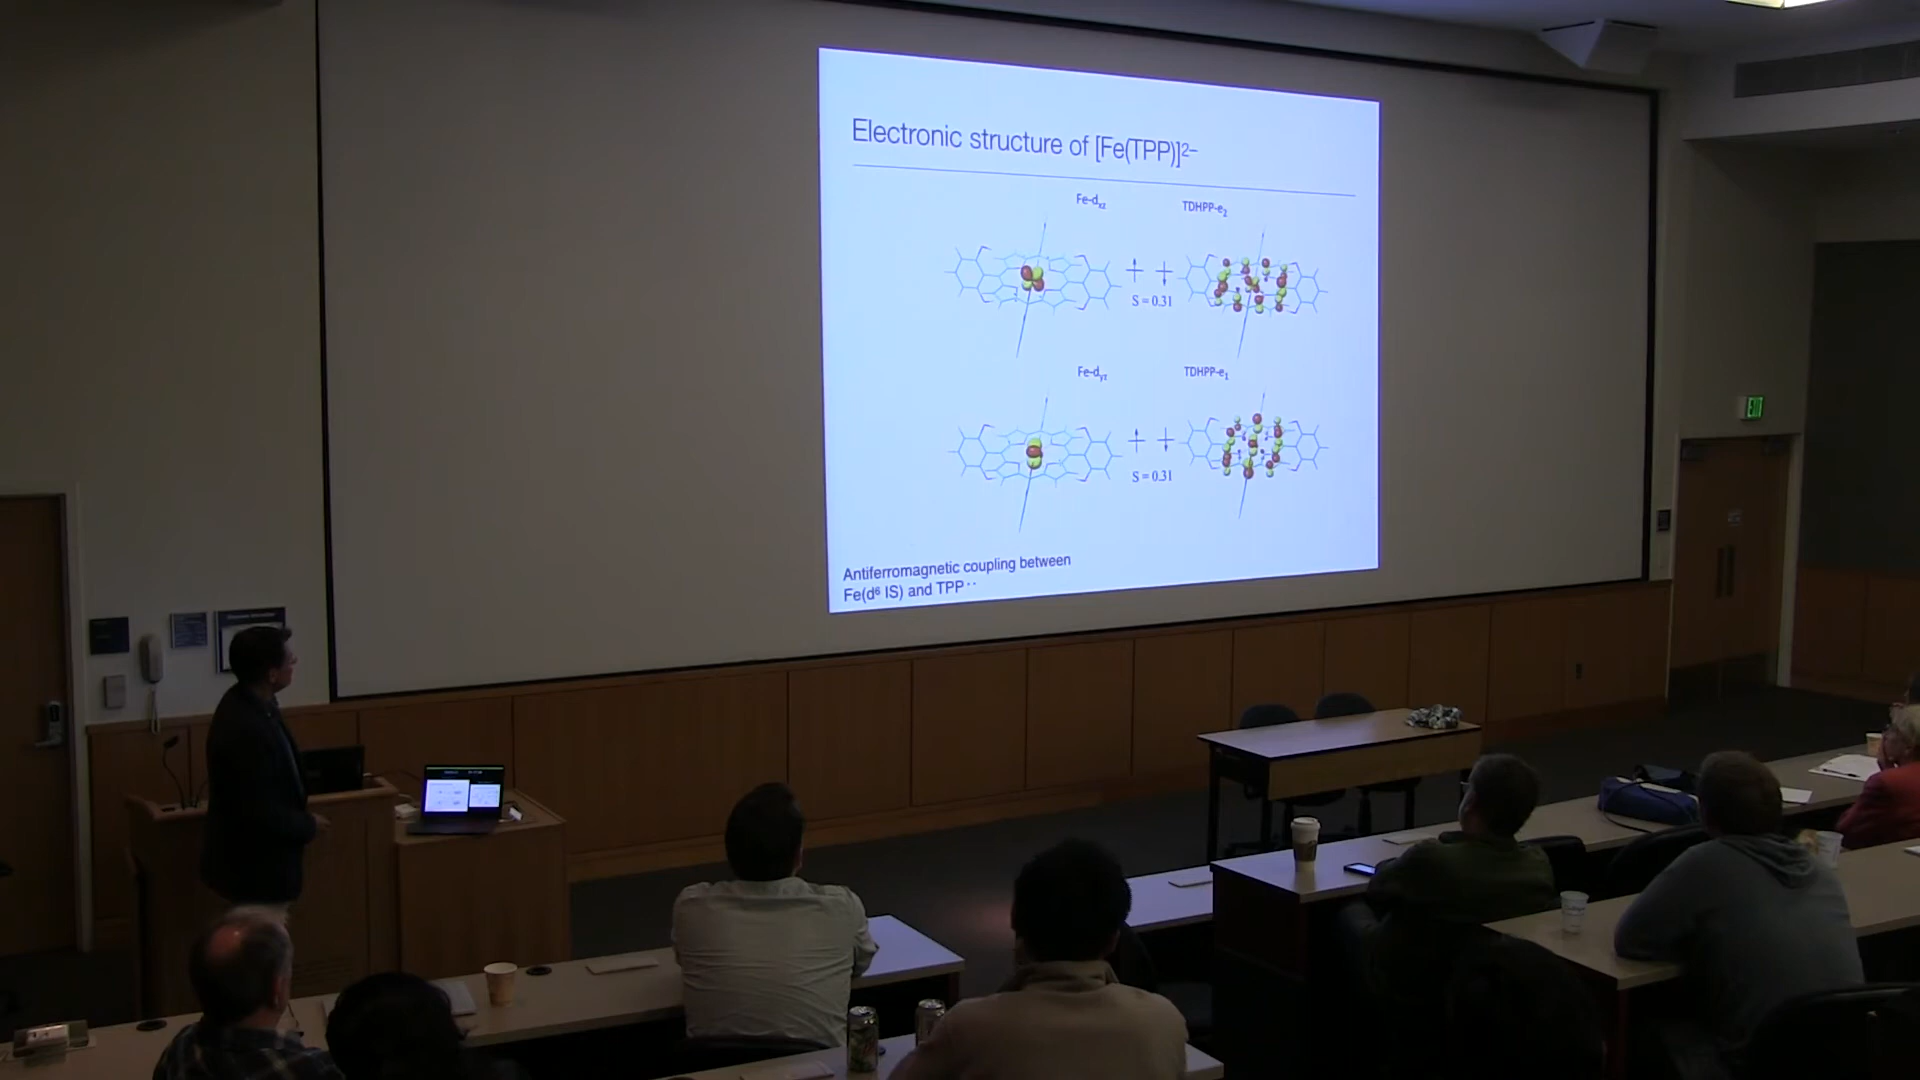 Electronic structure of [Fe(TPP)]²⁻
Fe-dxz TDHPP-e₂
S = 0.31
Fe-dyz TDHPP-e₁
S = 0.31
Antiferromagnetic coupling between
Fe(d⁶ IS) and TPP··
EXIT